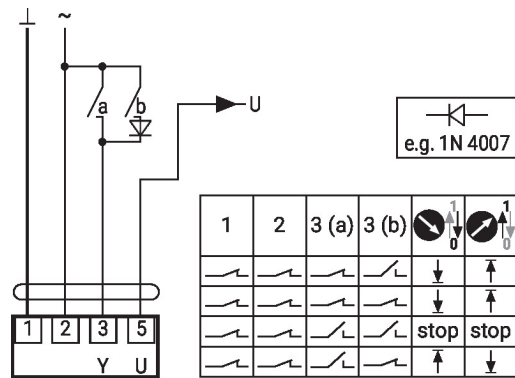 ⊥ ~
a b
U
e.g. 1N 4007
1 2 3 5
Y U
1 2 3 (a) 3 (b) 1 0 1 0
stop stop